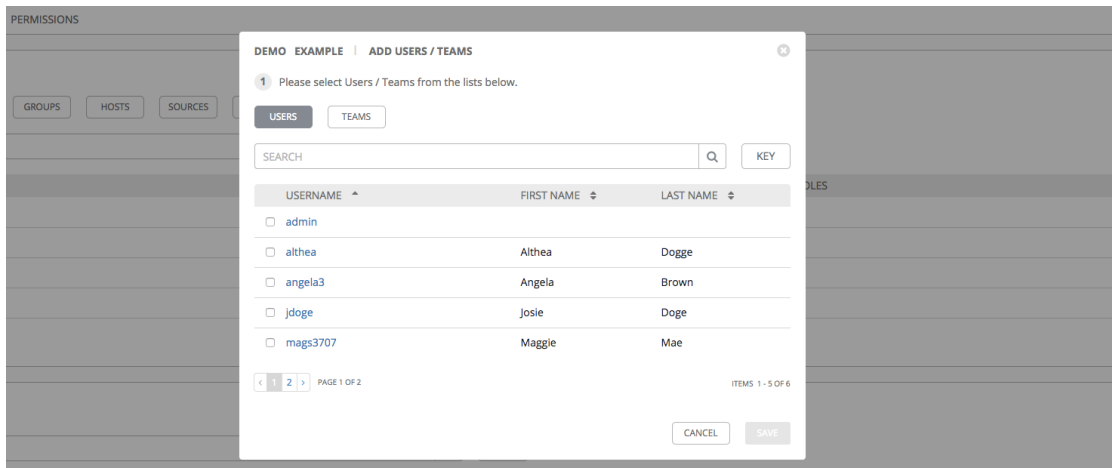 PERMISSIONS
DEMO EXAMPLE | ADD USERS / TEAMS
1 Please select Users / Teams from the lists below.
GROUPS HOSTS SOURCES
USERS TEAMS
SEARCH KEY
USERNAME FIRST NAME LAST NAME
admin
althea Althea Dogge
angela3 Angela Brown
jdoge Josie Doge
mags3707 Maggie Mae
< 1 2 > PAGE 1 OF 2 ITEMS 1 - 5 OF 6
CANCEL SAVE